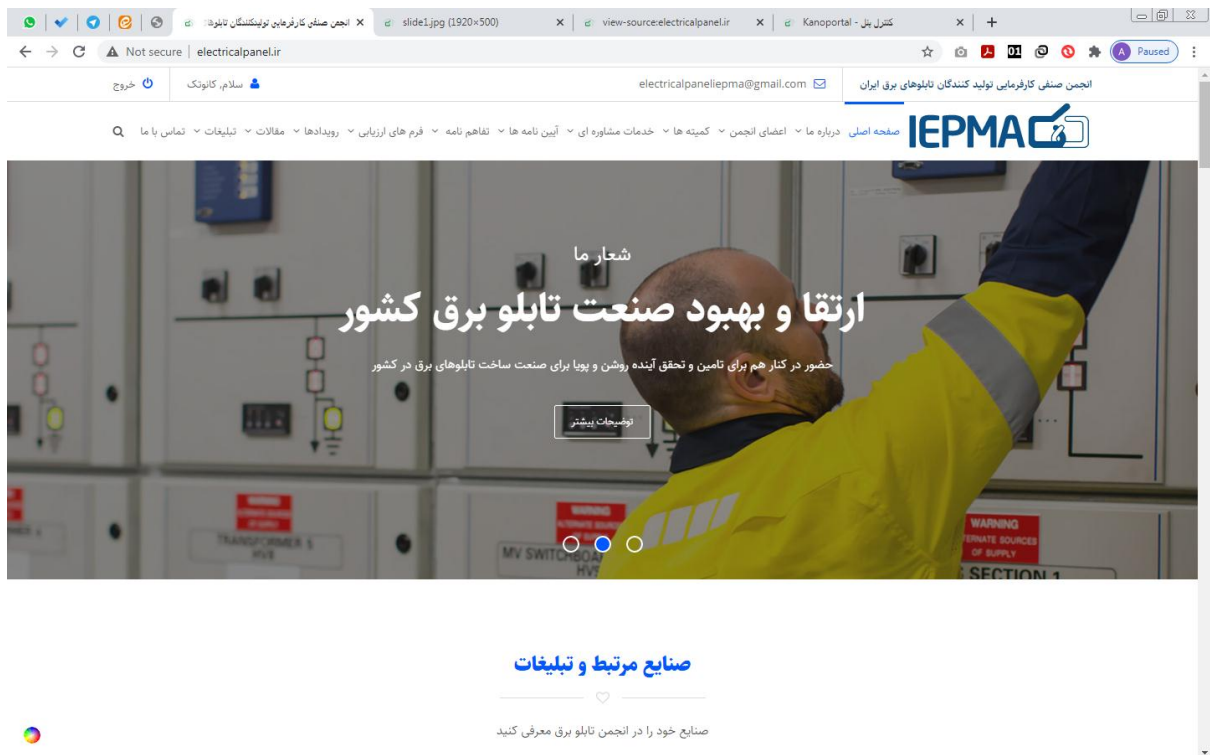 انجمن صنفی کارفرمایی تولیدکنندگان تابلوها
slide1.jpg (1920×500)
view-source:electricalpanel.ir
Kanoportal - کنترل پنل
Not secure | electricalpanel.ir
01
A Paused
انجمن صنفی کارفرمایی تولید کنندگان تابلوهای برق ایران
electricalpaneliepma@gmail.com
سلام, کانوتک
خروج
IEPMA
صفحه اصلی درباره ما اعضای انجمن کمیته ها خدمات مشاوره ای آیین نامه ها تفاهم نامه فرم های ارزیابی رویدادها مقالات تبلیغات تماس با ما
شعار ما
ارتقا و بهبود صنعت تابلو برق کشور
حضور در کنار هم برای تامین و تحقق آینده روشن و پویا برای صنعت ساخت تابلوهای برق در کشور
توضیحات بیشتر
WARNING
WARNING
WARNING
ALTERNATE SOURCES
OF SUPPLY
TRANSFORMER
MV SWITCHBOARD
SECTION 1
صنایع مرتبط و تبلیغات
صنایع خود را در انجمن تابلو برق معرفی کنید